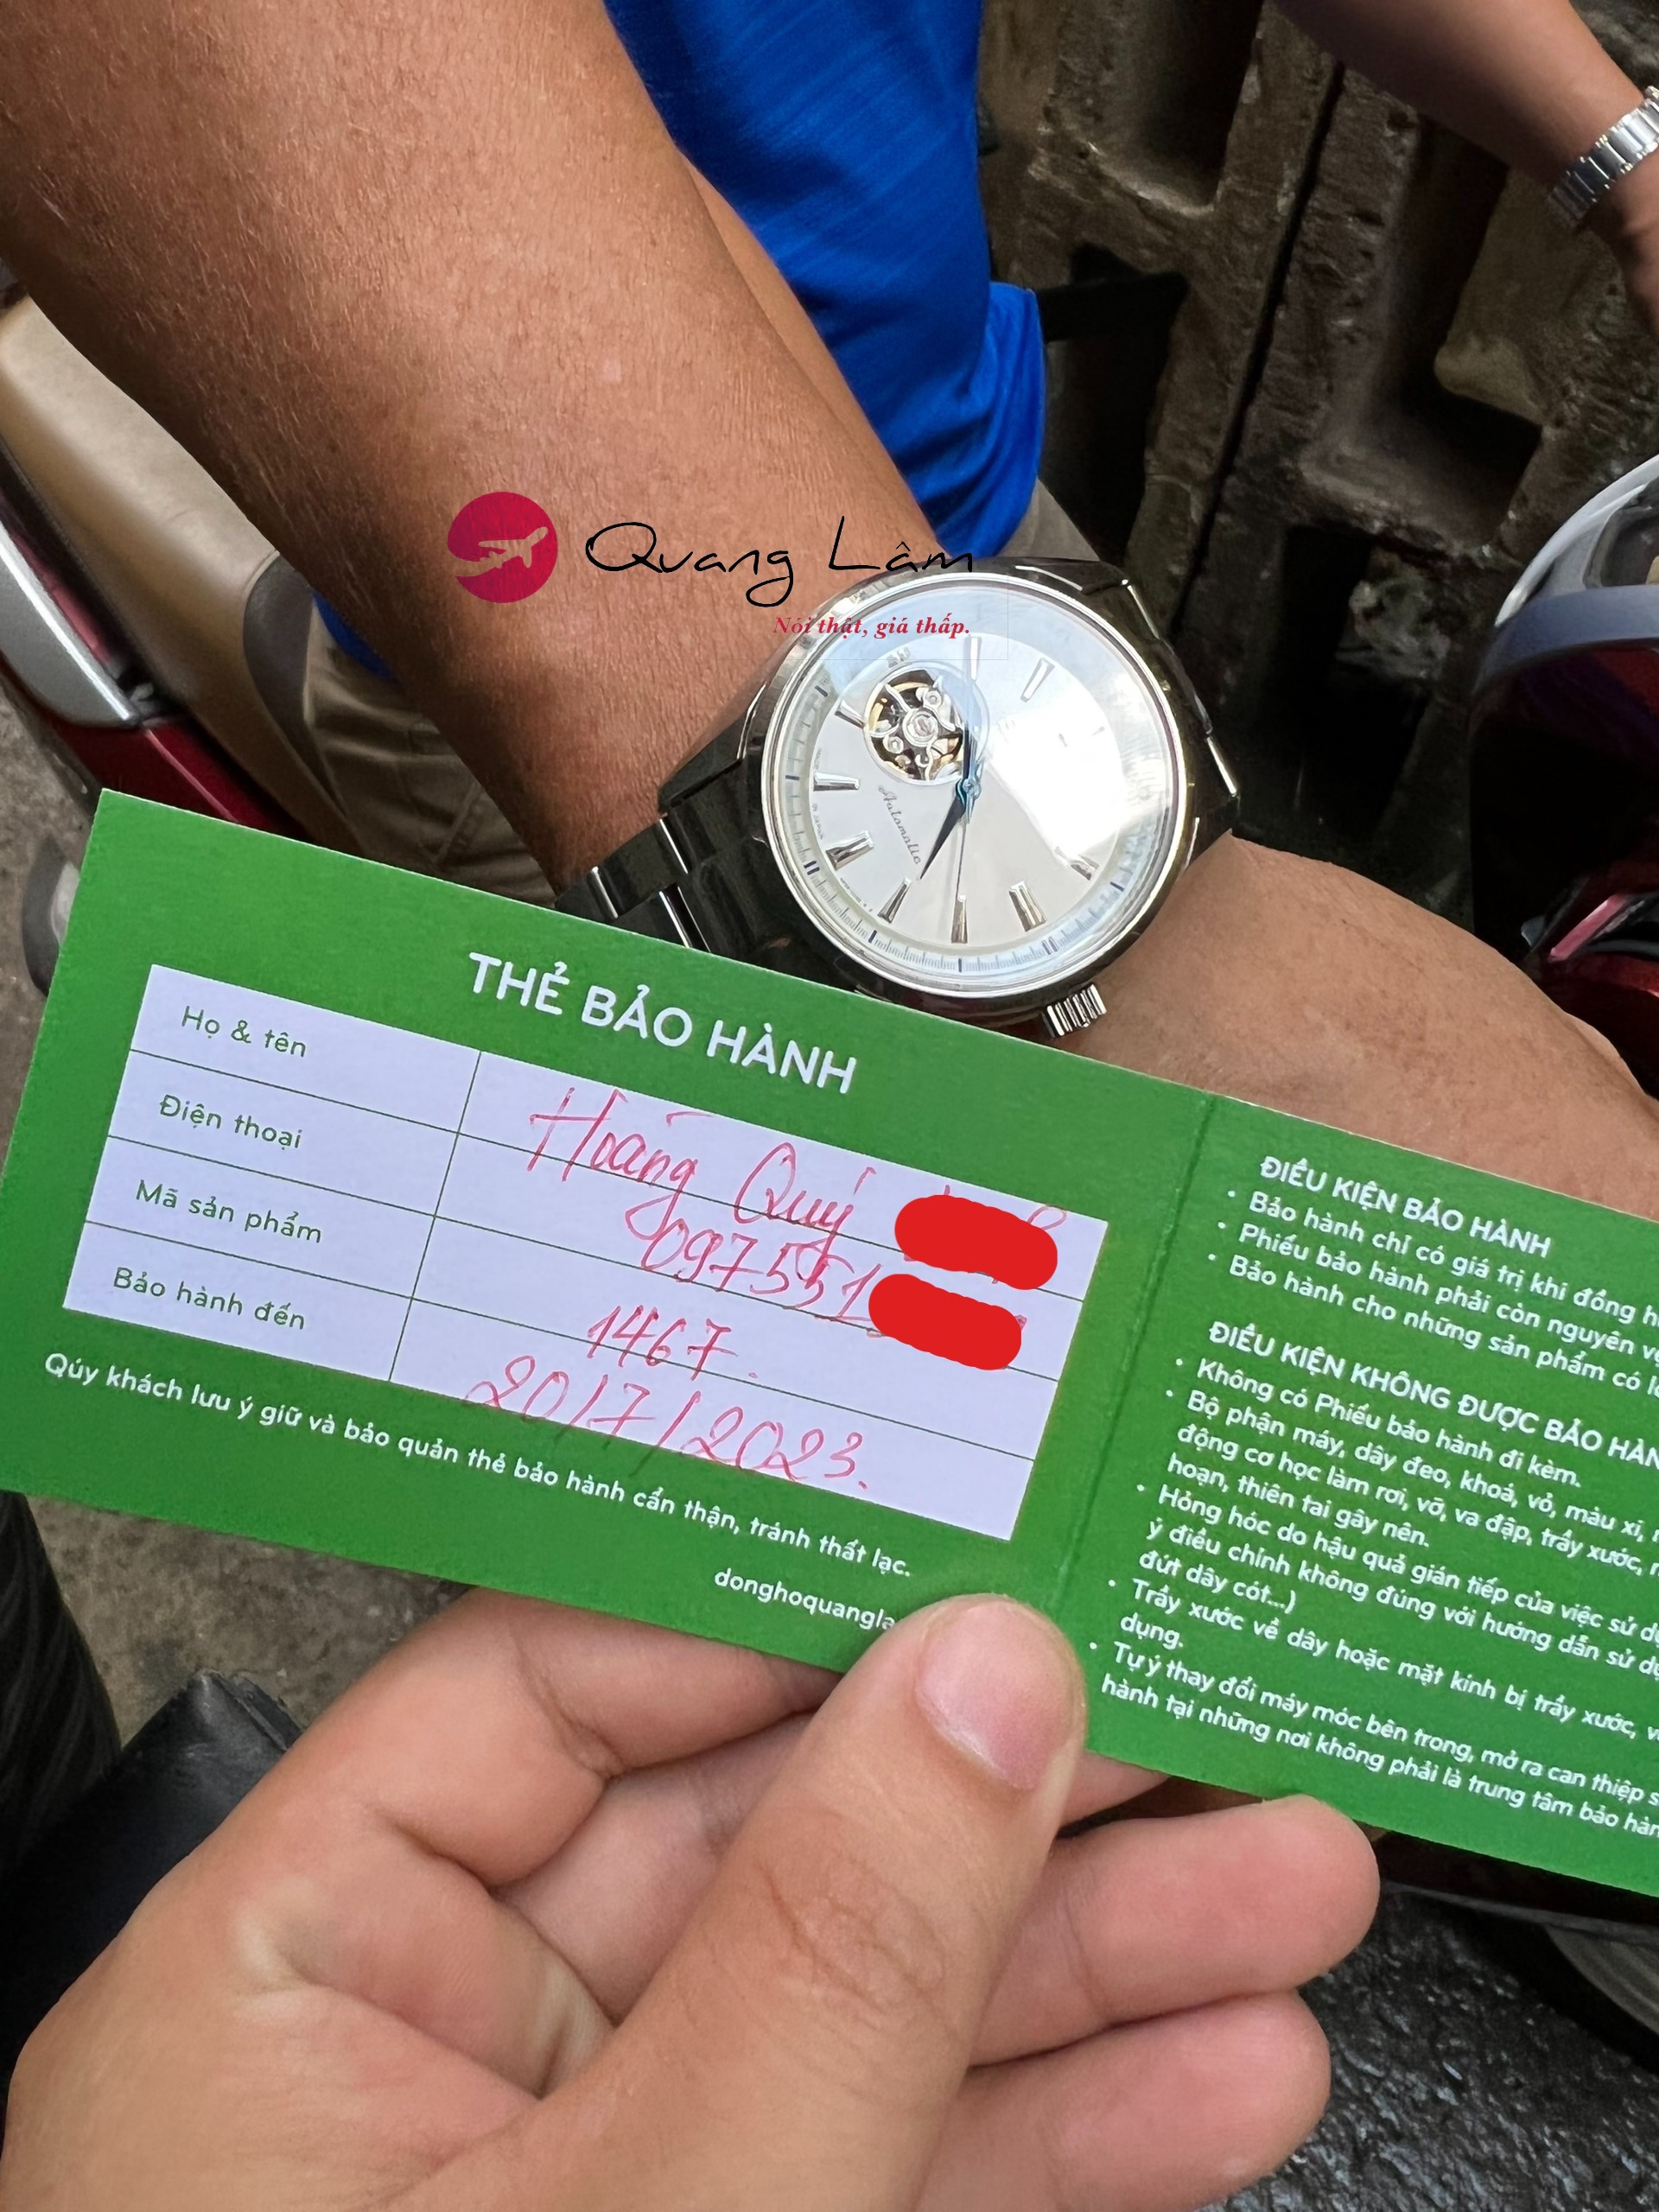 Quang Lâm
Nói thật, giá thấp.
Automatic
THẺ BẢO HÀNH
Họ & tên Hoàng Quý
Điện thoại 097551
Mã sản phẩm 1467.
Bảo hành đến 20/7/2023.
Qúy khách lưu ý giữ và bảo quản thẻ bảo hành cẩn thận, tránh thất lạc.
donghoquangla
ĐIỀU KIỆN BẢO HÀNH
• Bảo hành chỉ có giá trị khi đồng h
• Phiếu bảo hành phải còn nguyên vẹ
• Bảo hành cho những sản phẩm có l
ĐIỀU KIỆN KHÔNG ĐƯỢC BẢO HÀN
• Không có Phiếu bảo hành đi kèm.
• Bộ phận máy, dây đeo, khoá, vỏ, màu xi,
động cơ học làm rơi, vỡ, va đập, trầy xước,
hoạn, thiên tai gây nên.
• Hỏng hóc do hậu quả gián tiếp của việc sử dụ
ý điều chỉnh không đúng với hướng dẫn sử dụ
đứt dây cót...)
• Trầy xước về dây hoặc mặt kính bị trầy xước, v
dụng.
• Tự ý thay đổi máy móc bên trong, mở ra can thiệp s
hành tại những nơi không phải là trung tâm bảo hàn